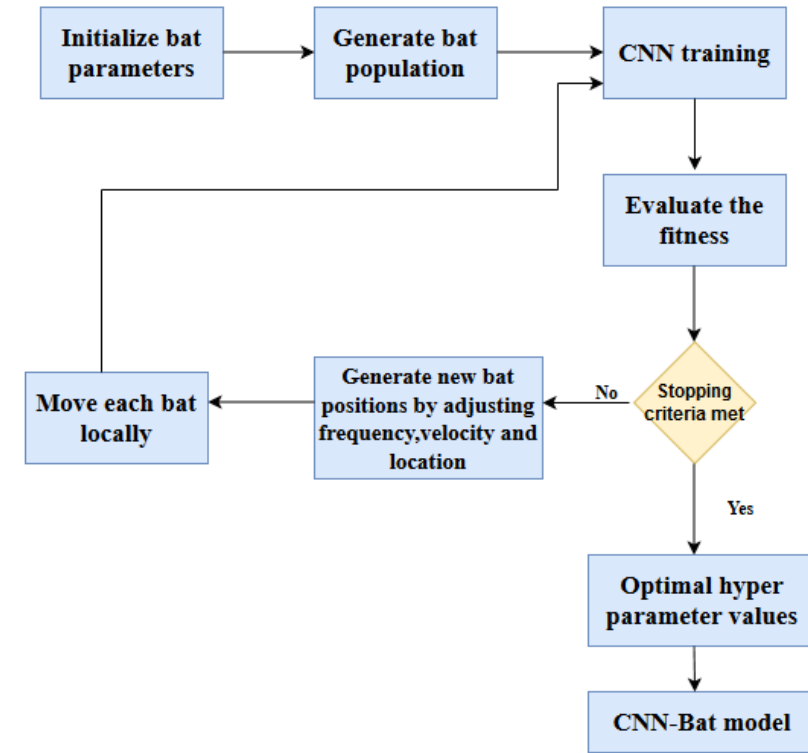 Initialize bat
parameters
Generate bat
population
CNN training
Evaluate the
fitness
Stopping
criteria met
No
Generate new bat
positions by adjusting
frequency,velocity and
location
Move each bat
locally
Yes
Optimal hyper
parameter values
CNN-Bat model